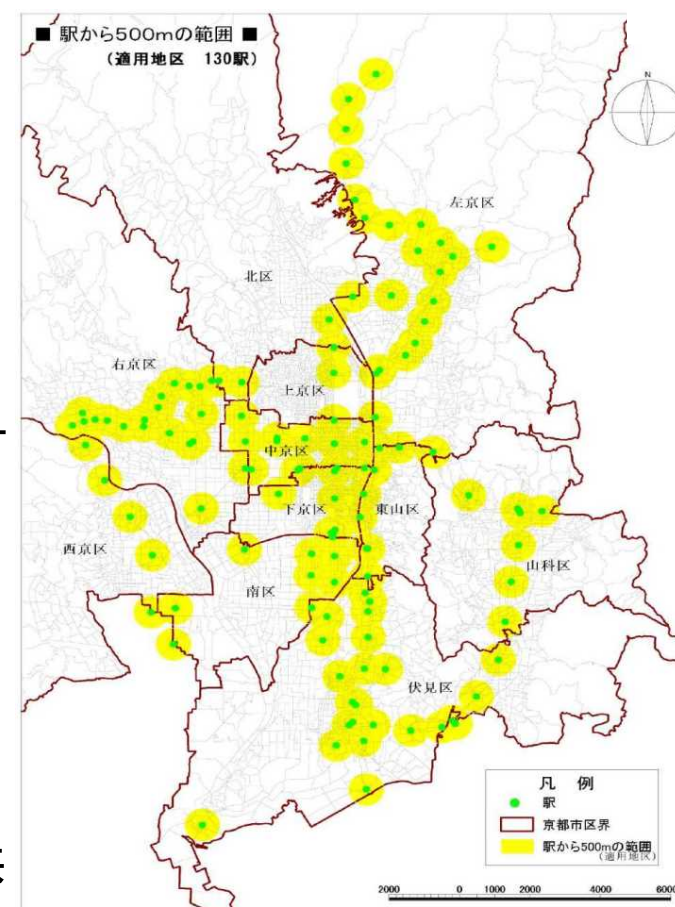 ■ 駅から500mの範囲 ■
(適用地区 130駅)
N
左京区
北区
右京区
上京区
中京区
下京区
東山区
西京区
南区
山科区
伏見区
凡 例
駅
京都市区界
駅から500mの範囲
(適用地区)
2000 0 1000 2000 4000 6000